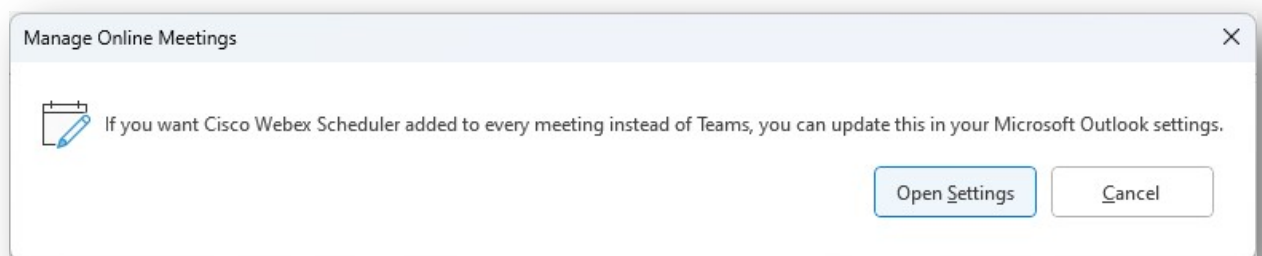 Manage Online Meetings
If you want Cisco Webex Scheduler added to every meeting instead of Teams, you can update this in your Microsoft Outlook settings.
Open Settings
Cancel